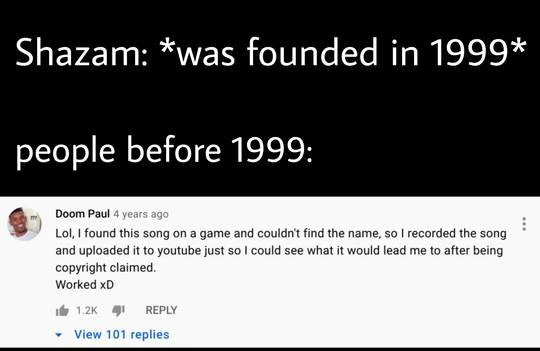 Shazam: *was founded in 1999*
people before 1999:
Doom Paul 4 years ago
Lol, I found this song on a game and couldn't find the name, so I recorded the song
and uploaded it to youtube just so I could see what it would lead me to after being
copyright claimed.
Worked xD
1.2K REPLY
View 101 replies